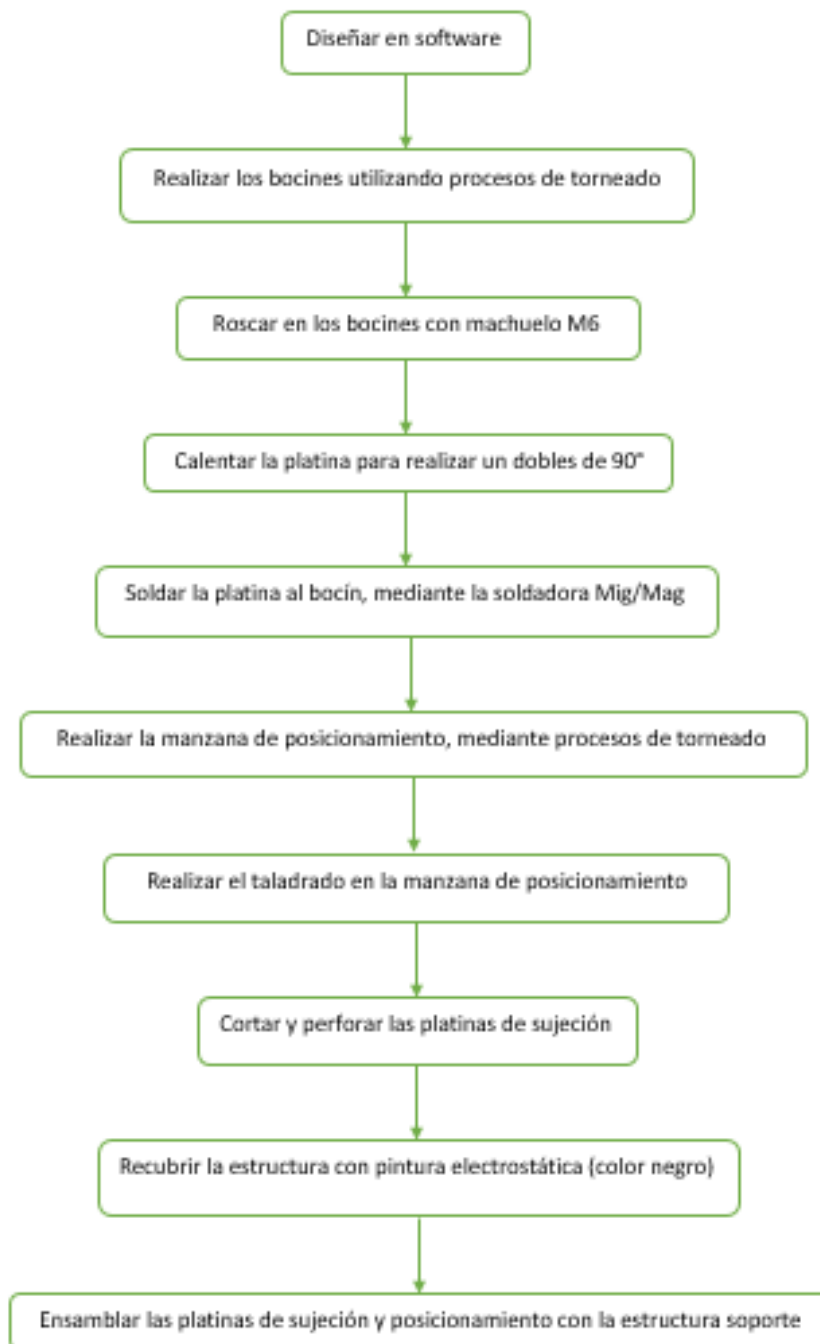 Diseñar en software
Realizar los bocines utilizando procesos de torneado
Roscar en los bocines con machuelo M6
Calentar la platina para realizar un dobles de 90°
Soldar la platina al bocín, mediante la soldadora Mig/Mag
Realizar la manzana de posicionamiento, mediante procesos de torneado
Realizar el taladrado en la manzana de posicionamiento
Cortar y perforar las platinas de sujeción
Recubrir la estructura con pintura electrostática (color negro)
Ensamblar las platinas de sujeción y posicionamiento con la estructura soporte